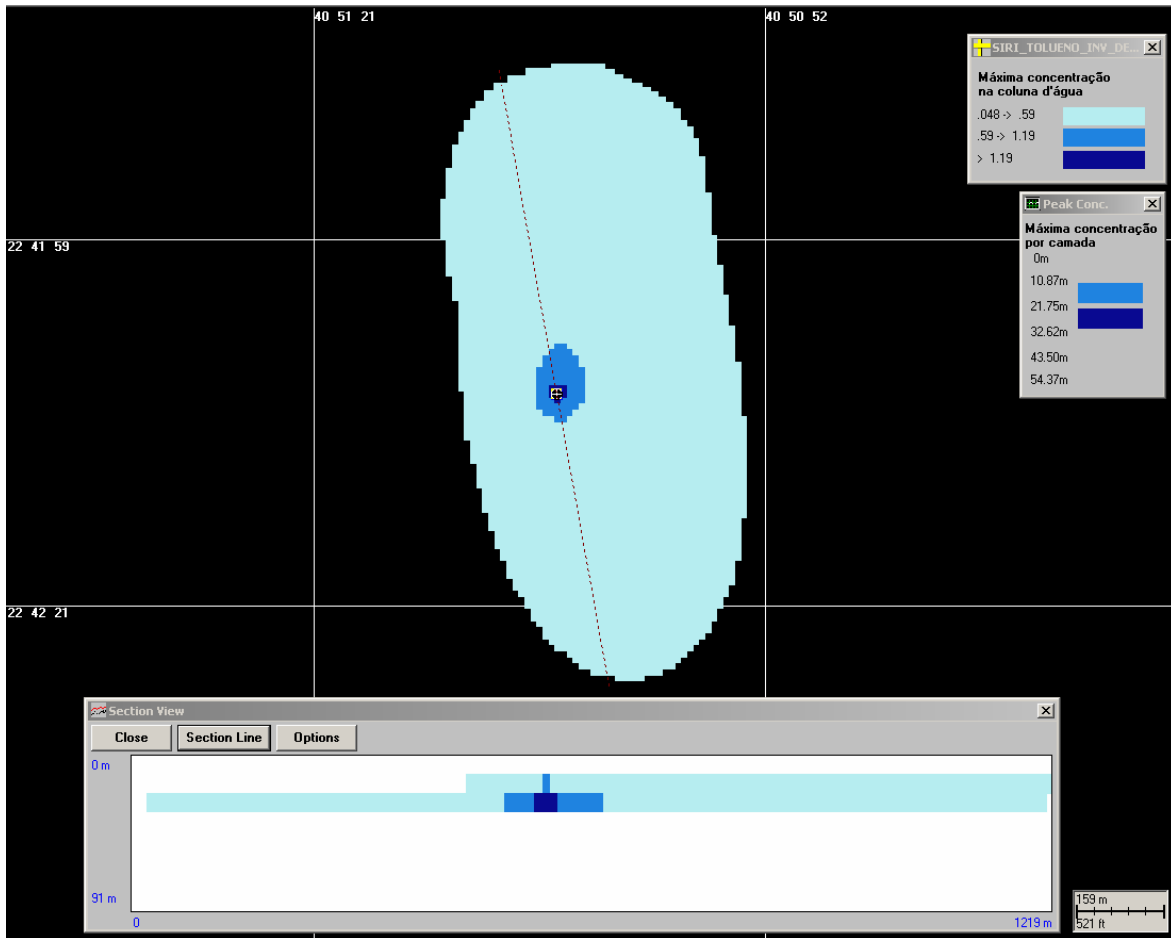 40 51 21
40 50 52
SIRI_TOLUENO_INV_DE...
Máxima concentração
na coluna d'água
.048 -> .59
.59 -> 1.19
> 1.19
Peak Conc.
Máxima concentração
por camada
0m
10.87m
21.75m
32.62m
43.50m
54.37m
22 41 59
22 42 21
Section View
Close
Section Line
Options
0 m
91 m
0
1219 m
159 m
521 ft